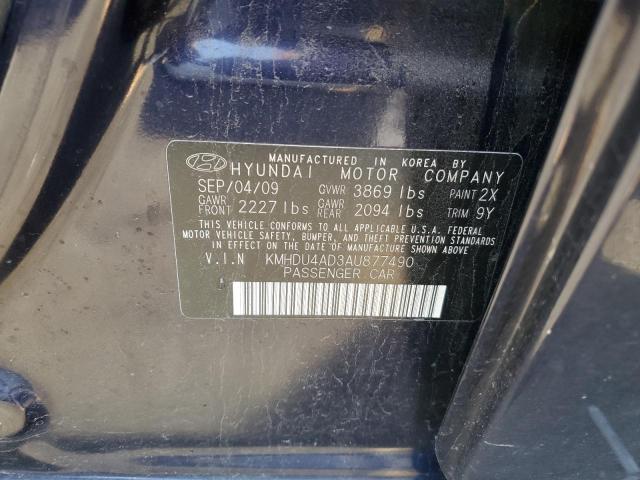 MANUFACTURED IN KOREA BY
HYUNDAI MOTOR COMPANY
SEP/04/09 GVWR 3869 lbs PAINT 2X
GAWR FRONT 2227 lbs GAWR REAR 2094 lbs TRIM 9Y
THIS VEHICLE CONFORMS TO ALL APPLICABLE U.S.A. FEDERAL
MOTOR VEHICLE SAFETY, BUMPER, AND THEFT PREVENTION STANDARDS
IN EFFECT ON THE DATE OF MANUFACTURE SHOWN ABOVE.
V.I.N KMHDU4AD3AU877490
PASSENGER CAR